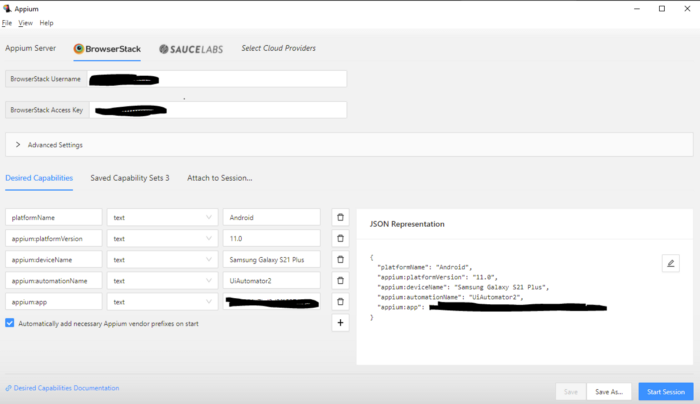 Appium
File View Help
Appium Server BrowserStack SAUCELABS Select Cloud Providers
BrowserStack Username
BrowserStack Access Key
Advanced Settings
Desired Capabilities Saved Capability Sets 3 Attach to Session...
platformName text Android
appium:platformVersion text 11.0
appium:deviceName text Samsung Galaxy S21 Plus
appium:automationName text UiAutomator2
appium:app text
Automatically add necessary Appium vendor prefixes on start
JSON Representation
{
"platformName": "Android",
"appium:platformVersion": "11.0",
"appium:deviceName": "Samsung Galaxy S21 Plus",
"appium:automationName": "UiAutomator2",
"appium:app":
}
Desired Capabilities Documentation
Save Save As... Start Session